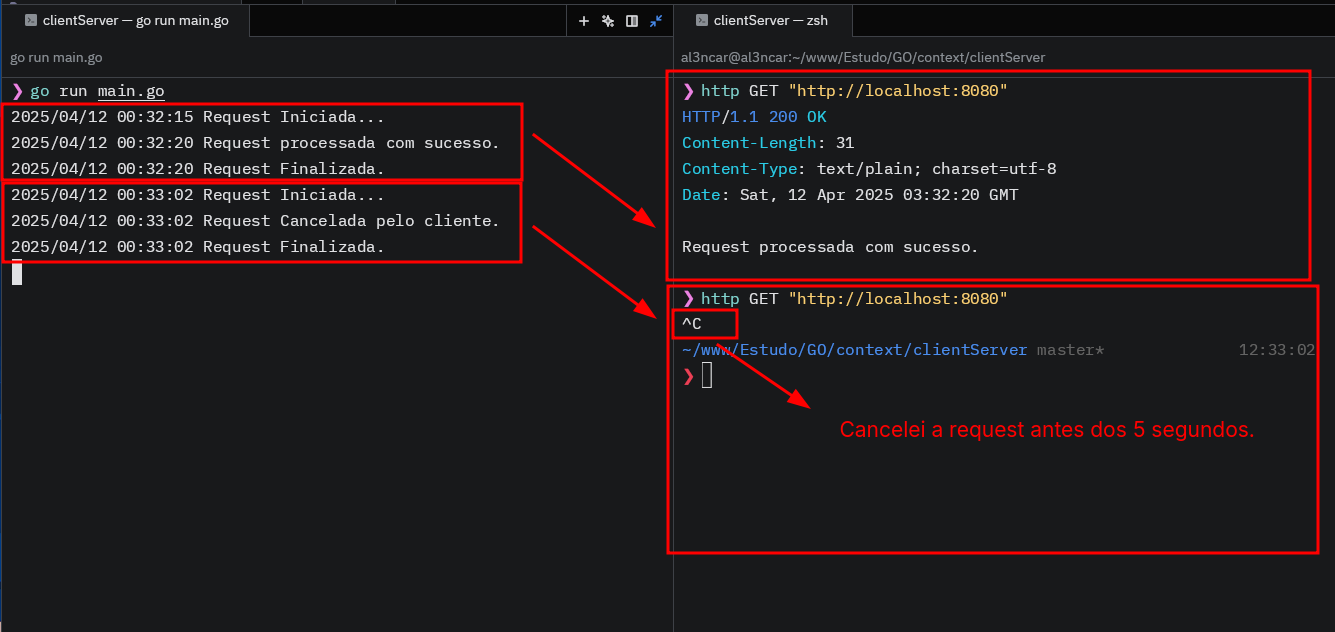 clientServer — go run main.go
go run main.go
❯ go run main.go
2025/04/12 00:32:15 Request Iniciada...
2025/04/12 00:32:20 Request processada com sucesso.
2025/04/12 00:32:20 Request Finalizada.
2025/04/12 00:33:02 Request Iniciada...
2025/04/12 00:33:02 Request Cancelada pelo cliente.
2025/04/12 00:33:02 Request Finalizada.
clientServer — zsh
al3ncar@al3ncar:~/www/Estudo/GO/context/clientServer
❯ http GET "http://localhost:8080"
HTTP/1.1 200 OK
Content-Length: 31
Content-Type: text/plain; charset=utf-8
Date: Sat, 12 Apr 2025 03:32:20 GMT
Request processada com sucesso.
❯ http GET "http://localhost:8080"
^C
~/www/Estudo/GO/context/clientServer master* 12:33:02
❯
Cancelei a request antes dos 5 segundos.